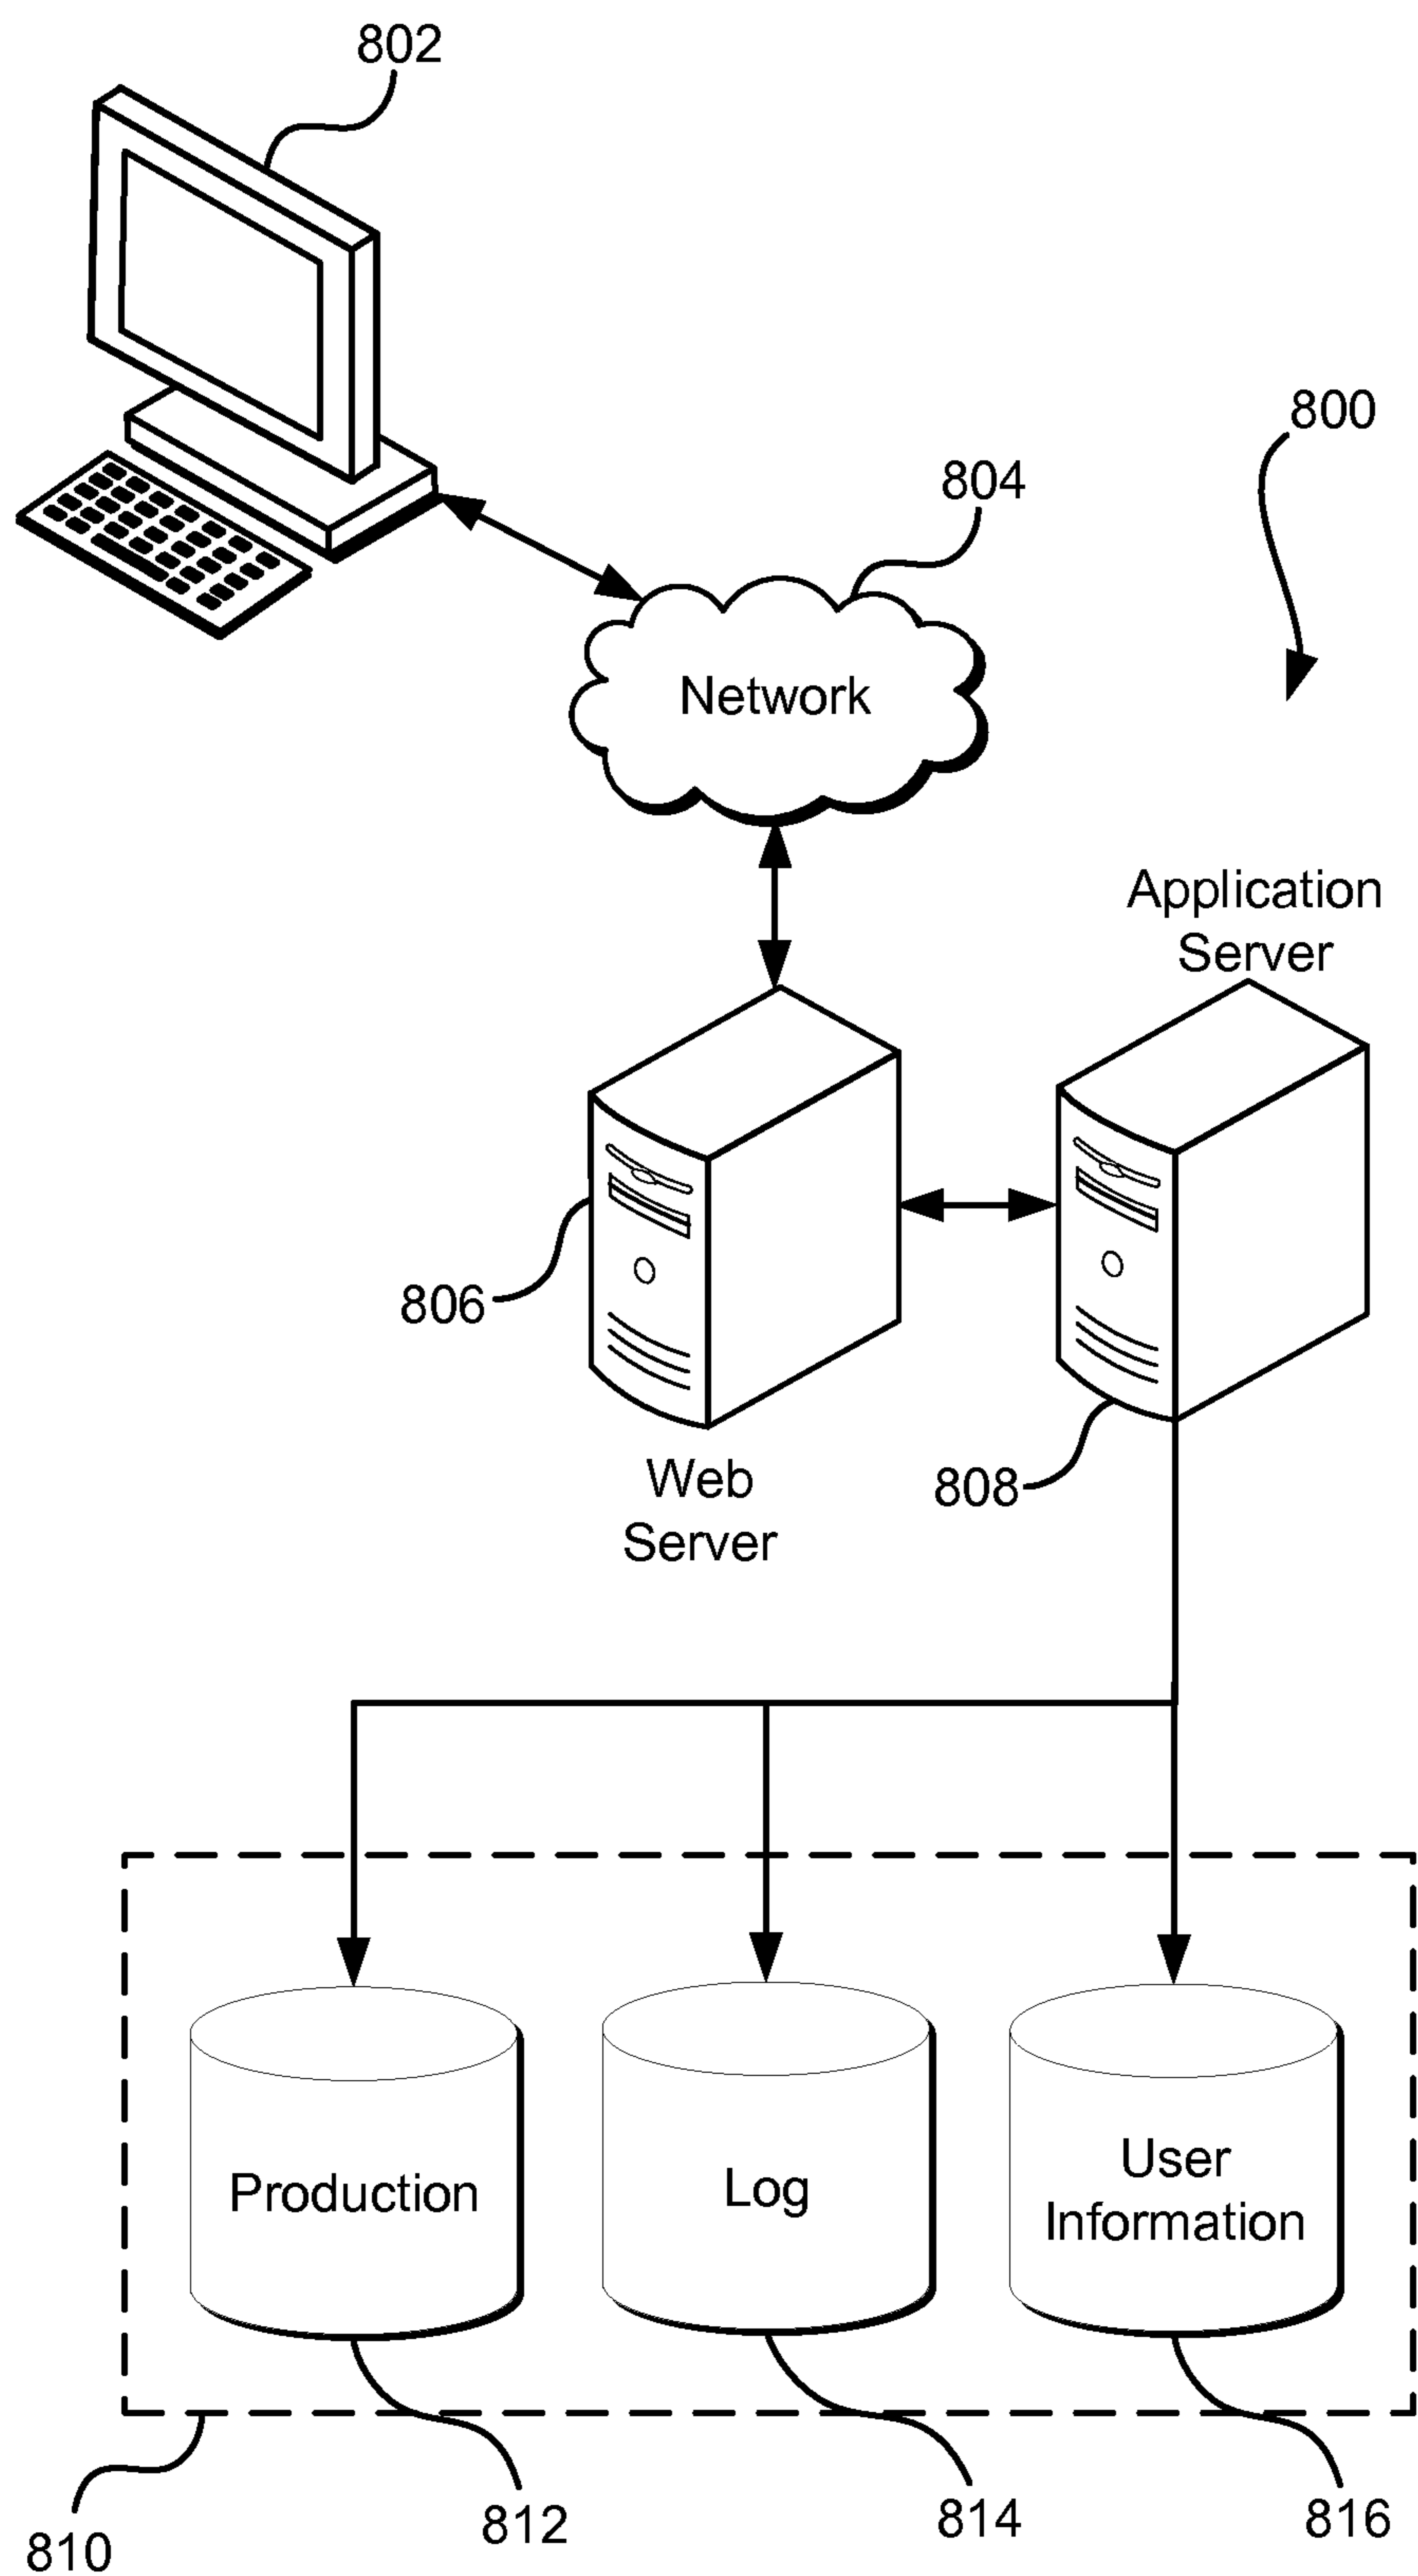 802
800
804
Network
Application
Server
806
Web
Server
808
Production
Log
User
Information
810
812
814
816